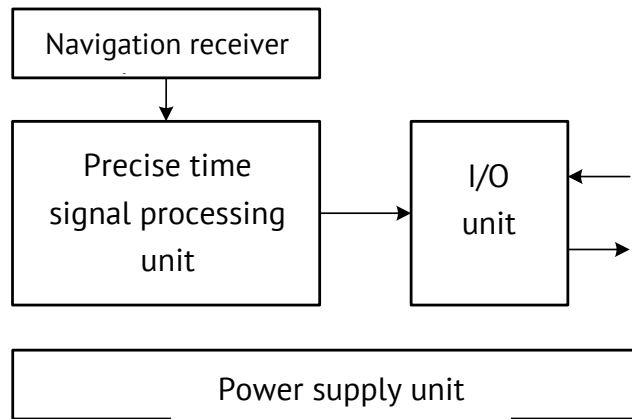 Navigation receiver
Precise time
signal processing
unit
I/O
unit
Power supply unit